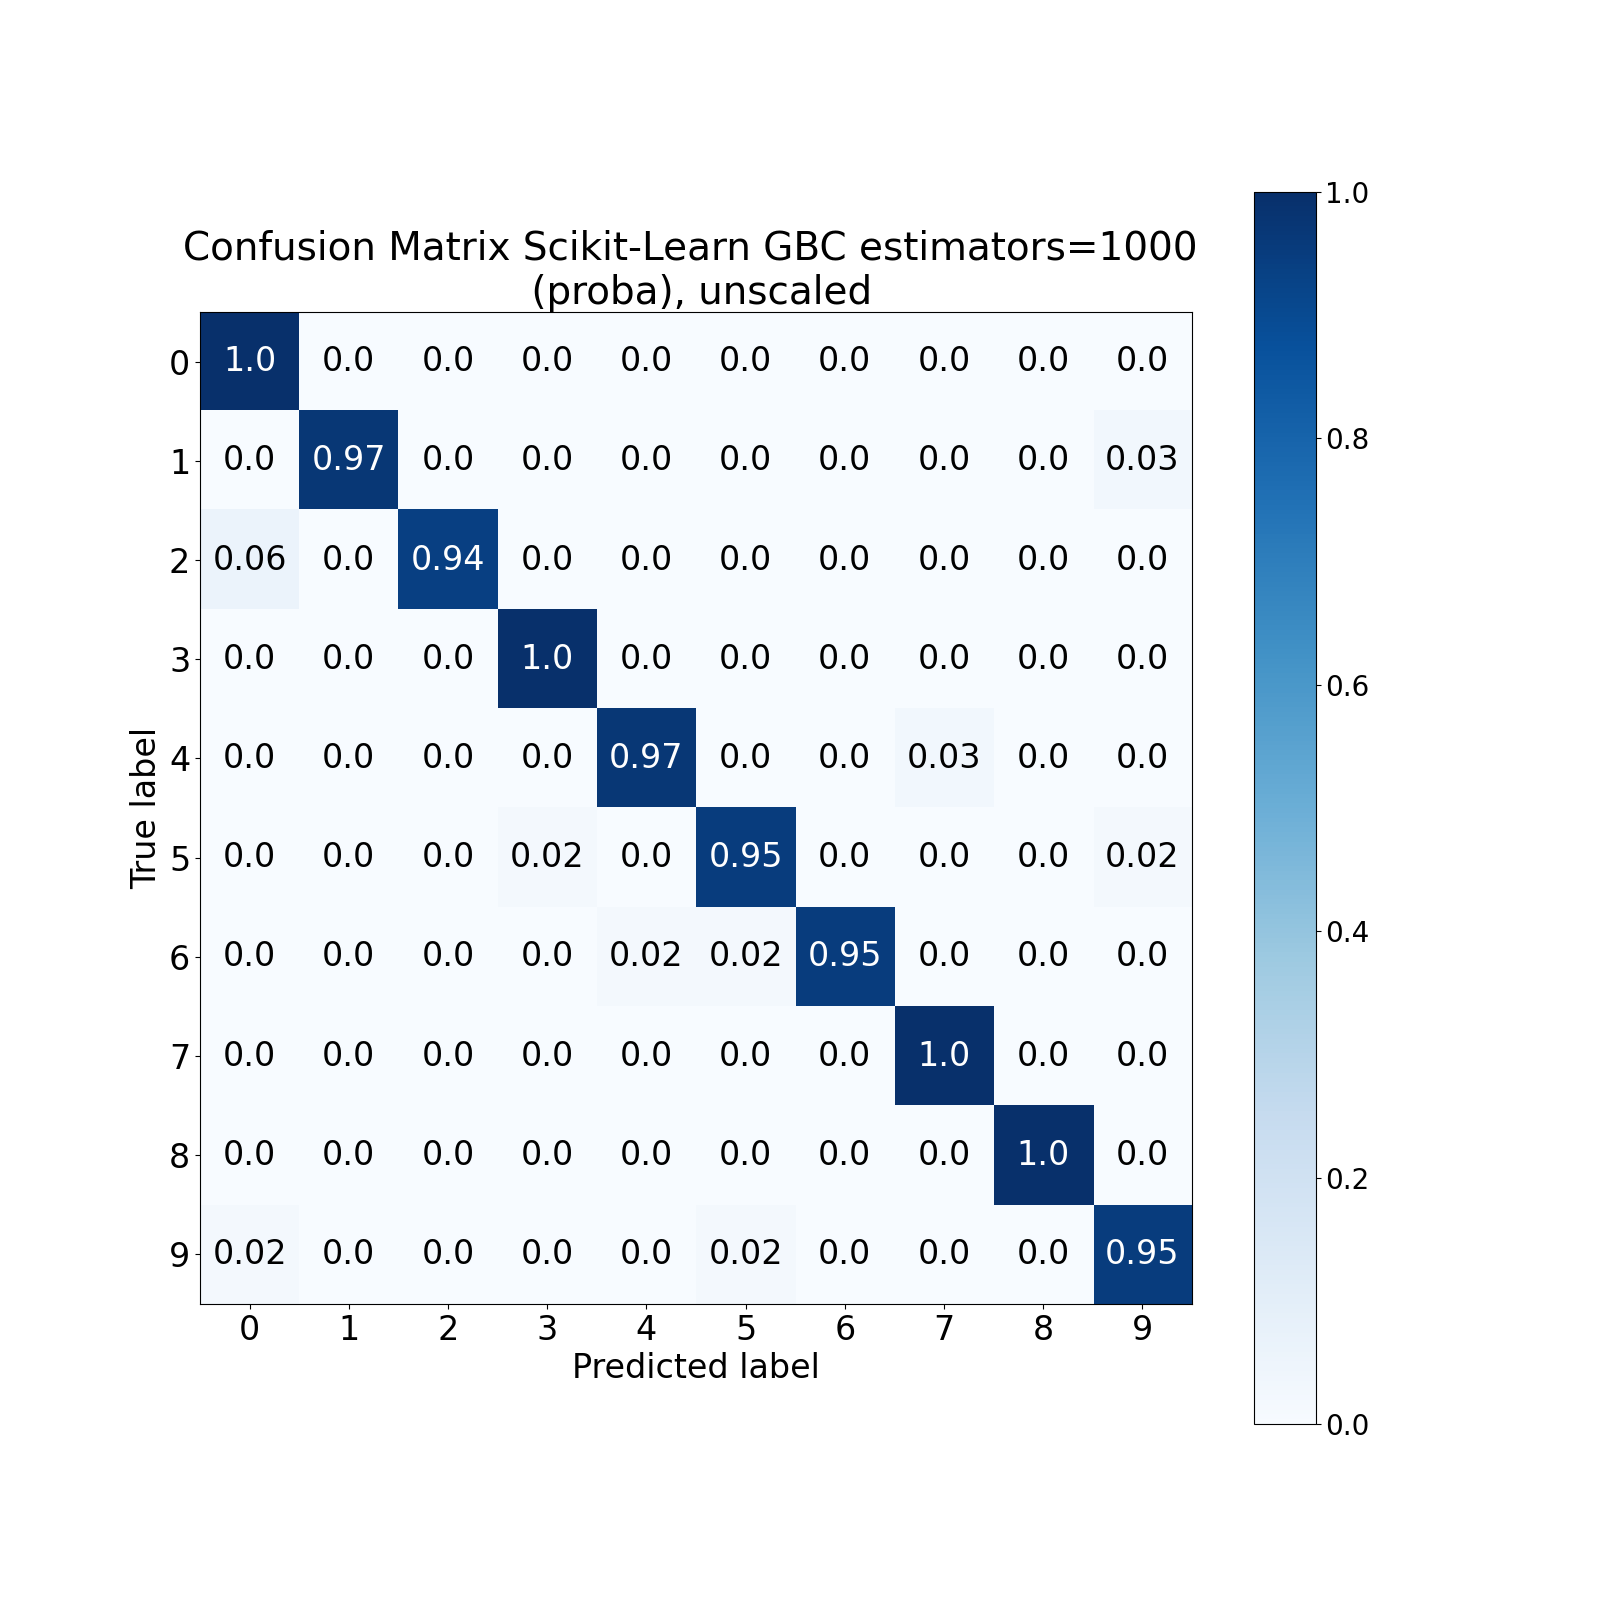 Confusion Matrix Scikit-Learn GBC estimators=1000
(proba), unscaled
1.0
0 1.0 0.0 0.0 0.0 0.0 0.0 0.0 0.0 0.0 0.0
1 0.0 0.97 0.0 0.0 0.0 0.0 0.0 0.0 0.0 0.03
0.8
2 0.06 0.0 0.94 0.0 0.0 0.0 0.0 0.0 0.0 0.0
3 0.0 0.0 0.0 1.0 0.0 0.0 0.0 0.0 0.0 0.0
0.6
4 0.0 0.0 0.0 0.0 0.97 0.0 0.0 0.03 0.0 0.0
True label
5 0.0 0.0 0.0 0.02 0.0 0.95 0.0 0.0 0.0 0.02
0.4
6 0.0 0.0 0.0 0.0 0.02 0.02 0.95 0.0 0.0 0.0
7 0.0 0.0 0.0 0.0 0.0 0.0 0.0 1.0 0.0 0.0
8 0.0 0.0 0.0 0.0 0.0 0.0 0.0 0.0 1.0 0.0
0.2
9 0.02 0.0 0.0 0.0 0.0 0.02 0.0 0.0 0.0 0.95
0 1 2 3 4 5 6 7 8 9
Predicted label
0.0